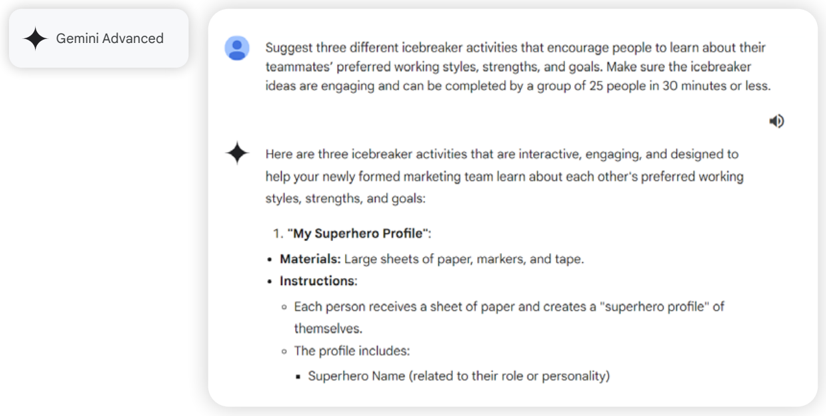 Gemini Advanced
Suggest three different icebreaker activities that encourage people to learn about their
teammates' preferred working styles, strengths, and goals. Make sure the icebreaker
ideas are engaging and can be completed by a group of 25 people in 30 minutes or less.
Here are three icebreaker activities that are interactive, engaging, and designed to
help your newly formed marketing team learn about each other's preferred working
styles, strengths, and goals:
1. "My Superhero Profile":
• Materials: Large sheets of paper, markers, and tape.
• Instructions:
◦ Each person receives a sheet of paper and creates a "superhero profile" of
themselves.
◦ The profile includes:
▪ Superhero Name (related to their role or personality)